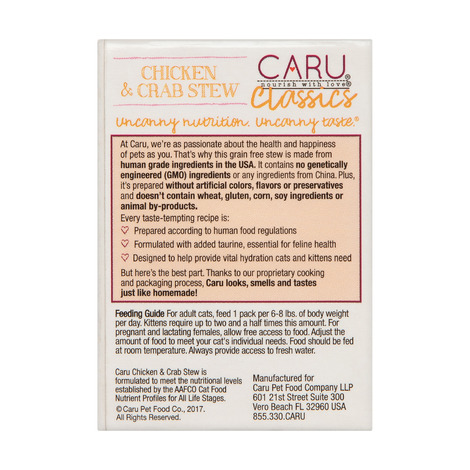 CHICKEN
& CRAB STEW
CARU®
nourish with love®
Classics
uncanny nutrition. Uncanny taste.®
At Caru, we're as passionate about the health and happiness
of pets as you. That's why this grain free stew is made from
human grade ingredients in the USA. It contains no genetically
engineered (GMO) ingredients or any ingredients from China. Plus,
it's prepared without artificial colors, flavors or preservatives
and doesn't contain wheat, gluten, corn, soy ingredients or
animal by-products.
Every taste-tempting recipe is:
♡ Prepared according to human food regulations
♡ Formulated with added taurine, essential for feline health
♡ Designed to help provide vital hydration cats and kittens need
But here's the best part. Thanks to our proprietary cooking
and packaging process, Caru looks, smells and tastes
just like homemade!
Feeding Guide For adult cats, feed 1 pack per 6-8 lbs. of body weight
per day. Kittens require up to two and a half times this amount. For
pregnant and lactating females, allow free access to food. Adjust the
amount of food to meet your cat's individual needs. Food should be fed
at room temperature. Always provide access to fresh water.
Caru Chicken & Crab Stew is
formulated to meet the nutritional levels
established by the AAFCO Cat Food
Nutrient Profiles for All Life Stages.
© Caru Pet Food Co., 2017.
All Rights Reserved.
Manufactured for
Caru Pet Food Company LLP
601 21st Street Suite 300
Vero Beach FL 32960 USA
855.330.CARU